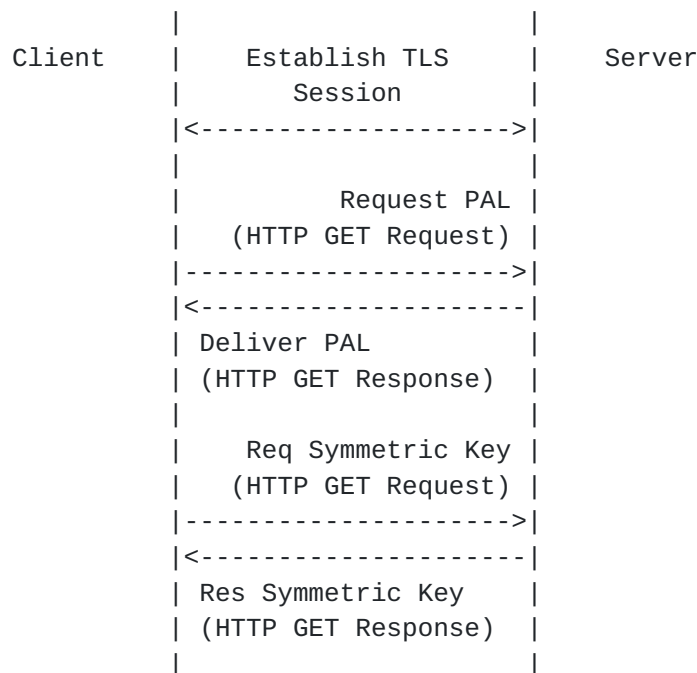 |                      |
Client    |     Establish TLS     |     Server
          |        Session        |
          |<--------------------->|
          |                       |
          |           Request PAL |
          |    (HTTP GET Request) |
          |---------------------->|
          |<----------------------|
          | Deliver PAL           |
          | (HTTP GET Response)   |
          |                       |
          |     Req Symmetric Key |
          |    (HTTP GET Request) |
          |---------------------->|
          |<----------------------|
          | Res Symmetric Key     |
          | (HTTP GET Response)   |
          |                       |